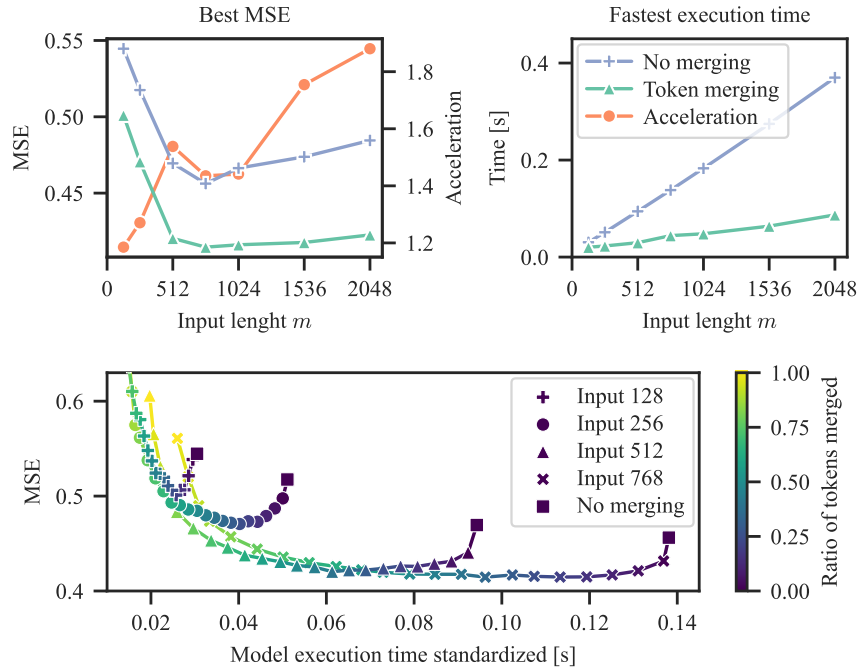 Best MSE
Fastest execution time
0.55
0.50
0.45
MSE
1.8
1.6
1.4
1.2
Acceleration
0 512 1024 1536 2048
Input lenght m
0.4
0.2
0.0
Time [s]
No merging
Token merging
Acceleration
0 512 1024 1536 2048
Input lenght m
0.6
0.5
0.4
MSE
Input 128
Input 256
Input 512
Input 768
No merging
1.00
0.75
0.50
0.25
0.00
Ratio of tokens merged
0.02 0.04 0.06 0.08 0.10 0.12 0.14
Model execution time standardized [s]